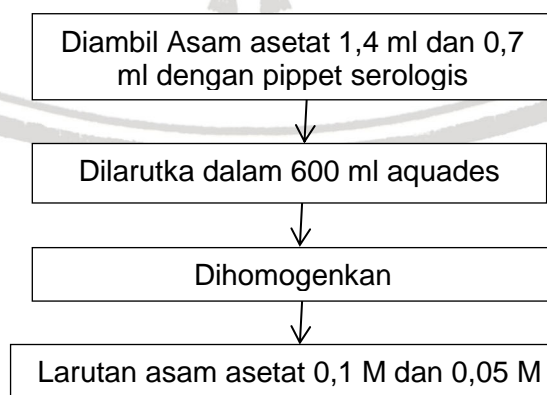 Diambil Asam asetat 1,4 ml dan 0,7
ml dengan pippet serologis
Dilarutka dalam 600 ml aquades
Dihomogenkan
Larutan asam asetat 0,1 M dan 0,05 M